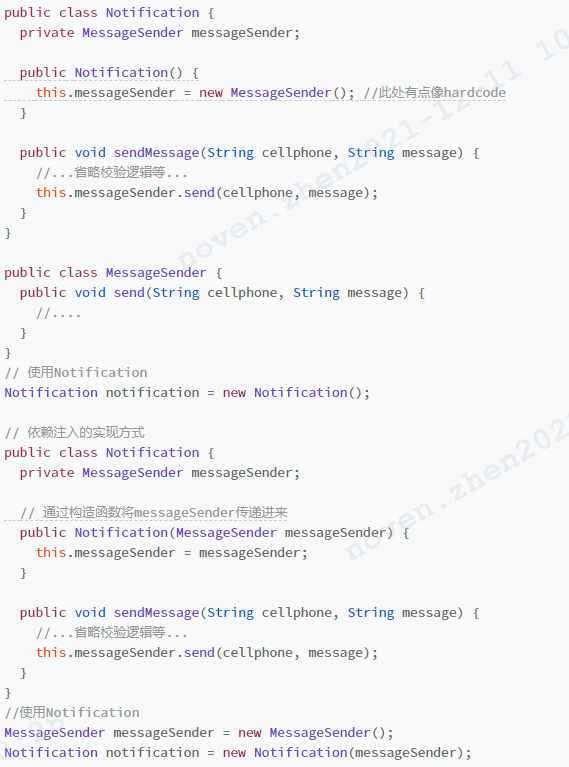 public class Notification {
  private MessageSender messageSender;

  public Notification() {
    this.messageSender = new MessageSender(); //此处有点像hardcode
  }

  public void sendMessage(String cellphone, String message) {
    //...省略校验逻辑等...
    this.messageSender.send(cellphone, message);
  }
}

public class MessageSender {
  public void send(String cellphone, String message) {
    //....
  }
}
// 使用Notification
Notification notification = new Notification();

// 依赖注入的实现方式
public class Notification {
  private MessageSender messageSender;

  // 通过构造函数将messageSender传递进来
  public Notification(MessageSender messageSender) {
    this.messageSender = messageSender;
  }

  public void sendMessage(String cellphone, String message) {
    //...省略校验逻辑等...
    this.messageSender.send(cellphone, message);
  }
}
//使用Notification
MessageSender messageSender = new MessageSender();
Notification notification = new Notification(messageSender);
noven.zhen2021-12-11 10
noven.zhen202